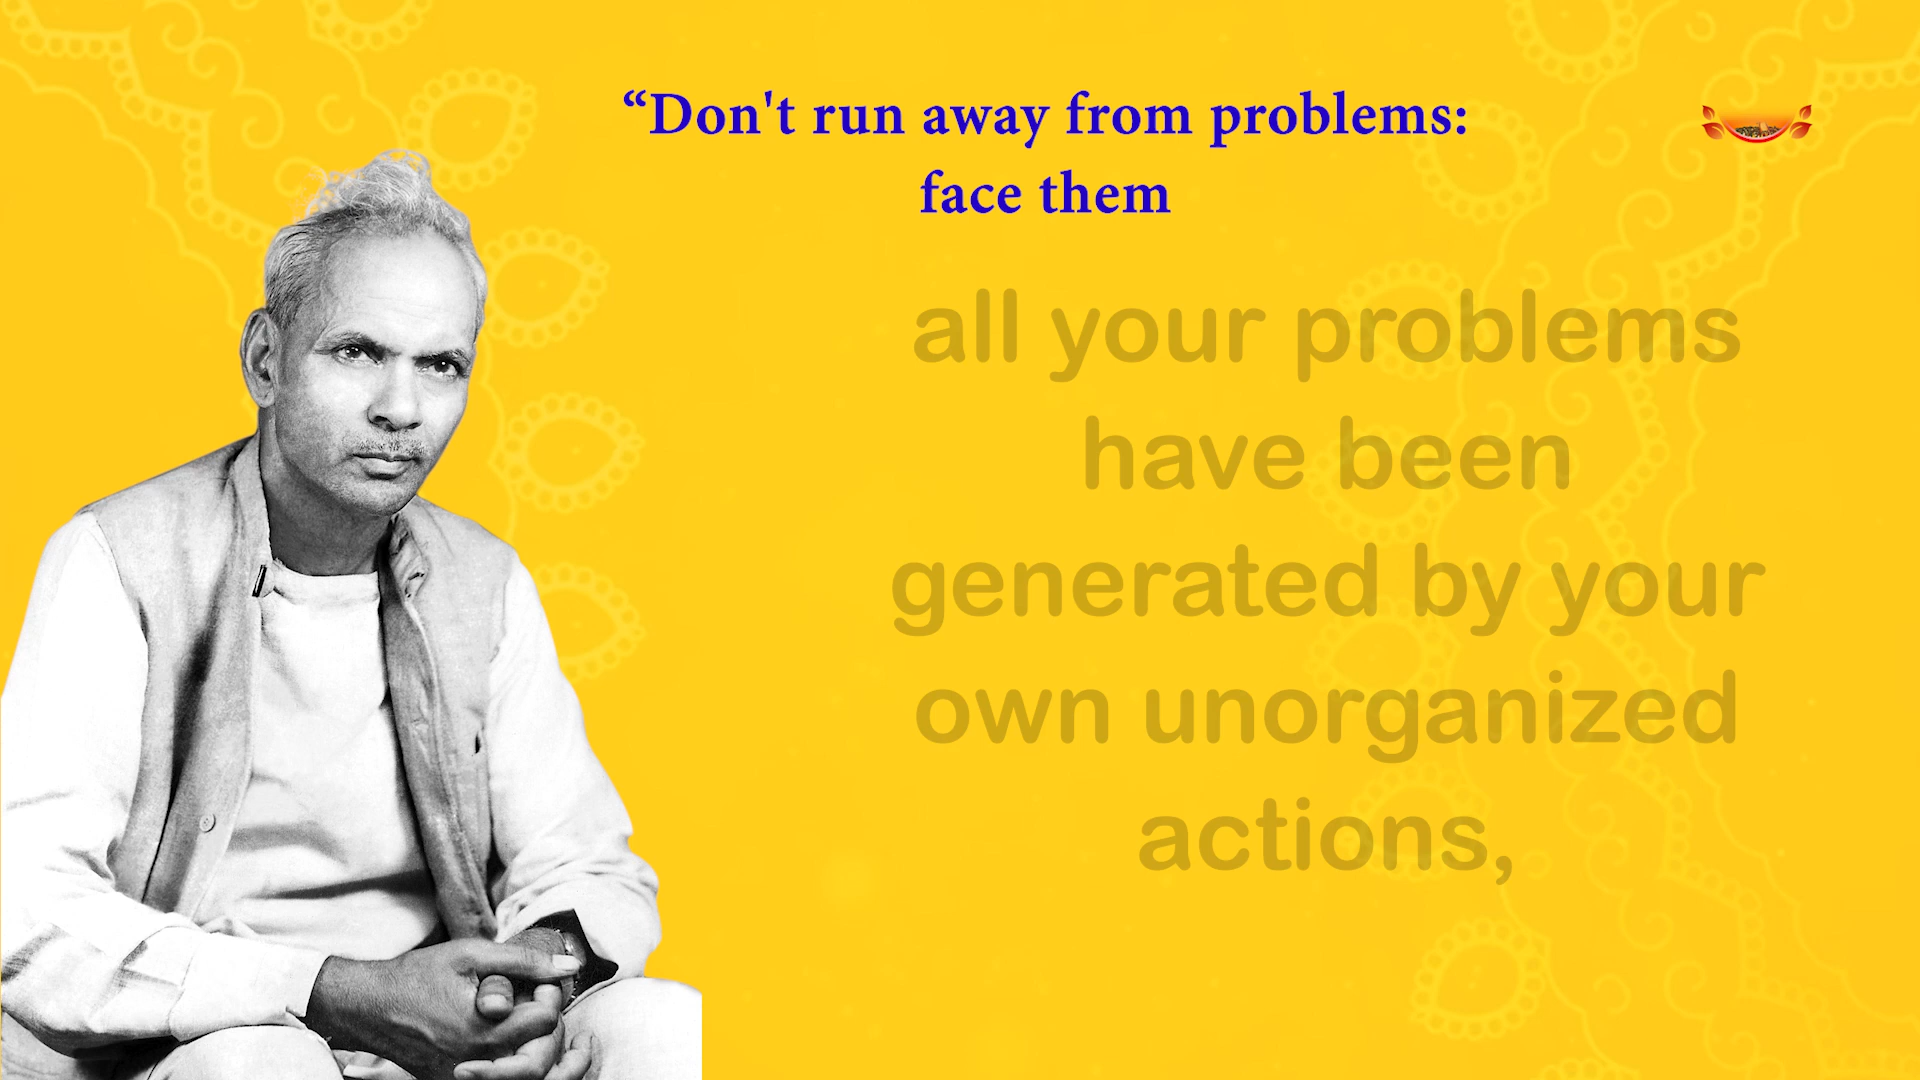 “Don't run away from problems:
face them
all your problems
have been
generated by your
own unorganized
actions,